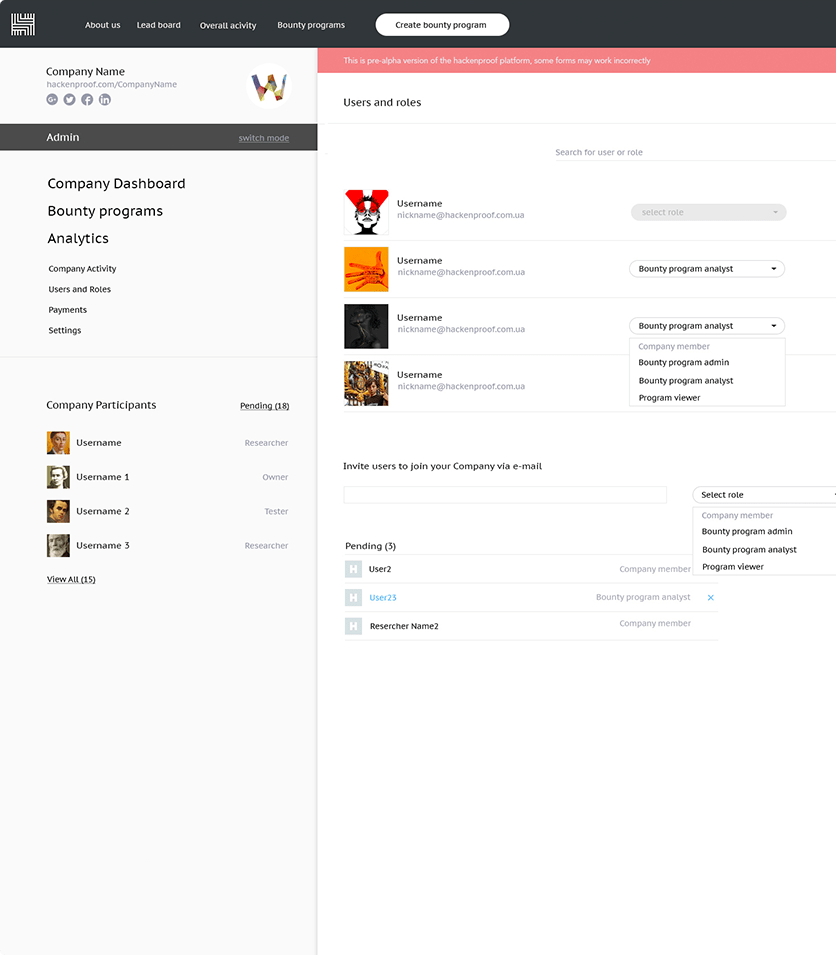 About us
Lead board
Overall acivity
Bounty programs
Create bounty program
Company Name
hackenproof.com/CompanyName
G+
Admin
switch mode
Company Dashboard
Bounty programs
Analytics
Company Activity
Users and Roles
Payments
Settings
Company Participants
Pending (18)
Username
Researcher
Username 1
Owner
Username 2
Tester
Username 3
Researcher
View All (15)
This is pre-alpha version of the hackenproof platform, some forms may work incorrectly
Users and roles
Search for user or role
Username
nickname@hackenproof.com.ua
select role
Username
nickname@hackenproof.com.ua
Bounty program analyst
Username
nickname@hackenproof.com.ua
Bounty program analyst
Company member
Bounty program admin
Bounty program analyst
Program viewer
Username
nickname@hackenproof.com.ua
Invite users to join your Company via e-mail
Select role
Company member
Bounty program admin
Bounty program analyst
Program viewer
Pending (3)
H
User2
Company member
H
User23
Bounty program analyst
H
Resercher Name2
Company member